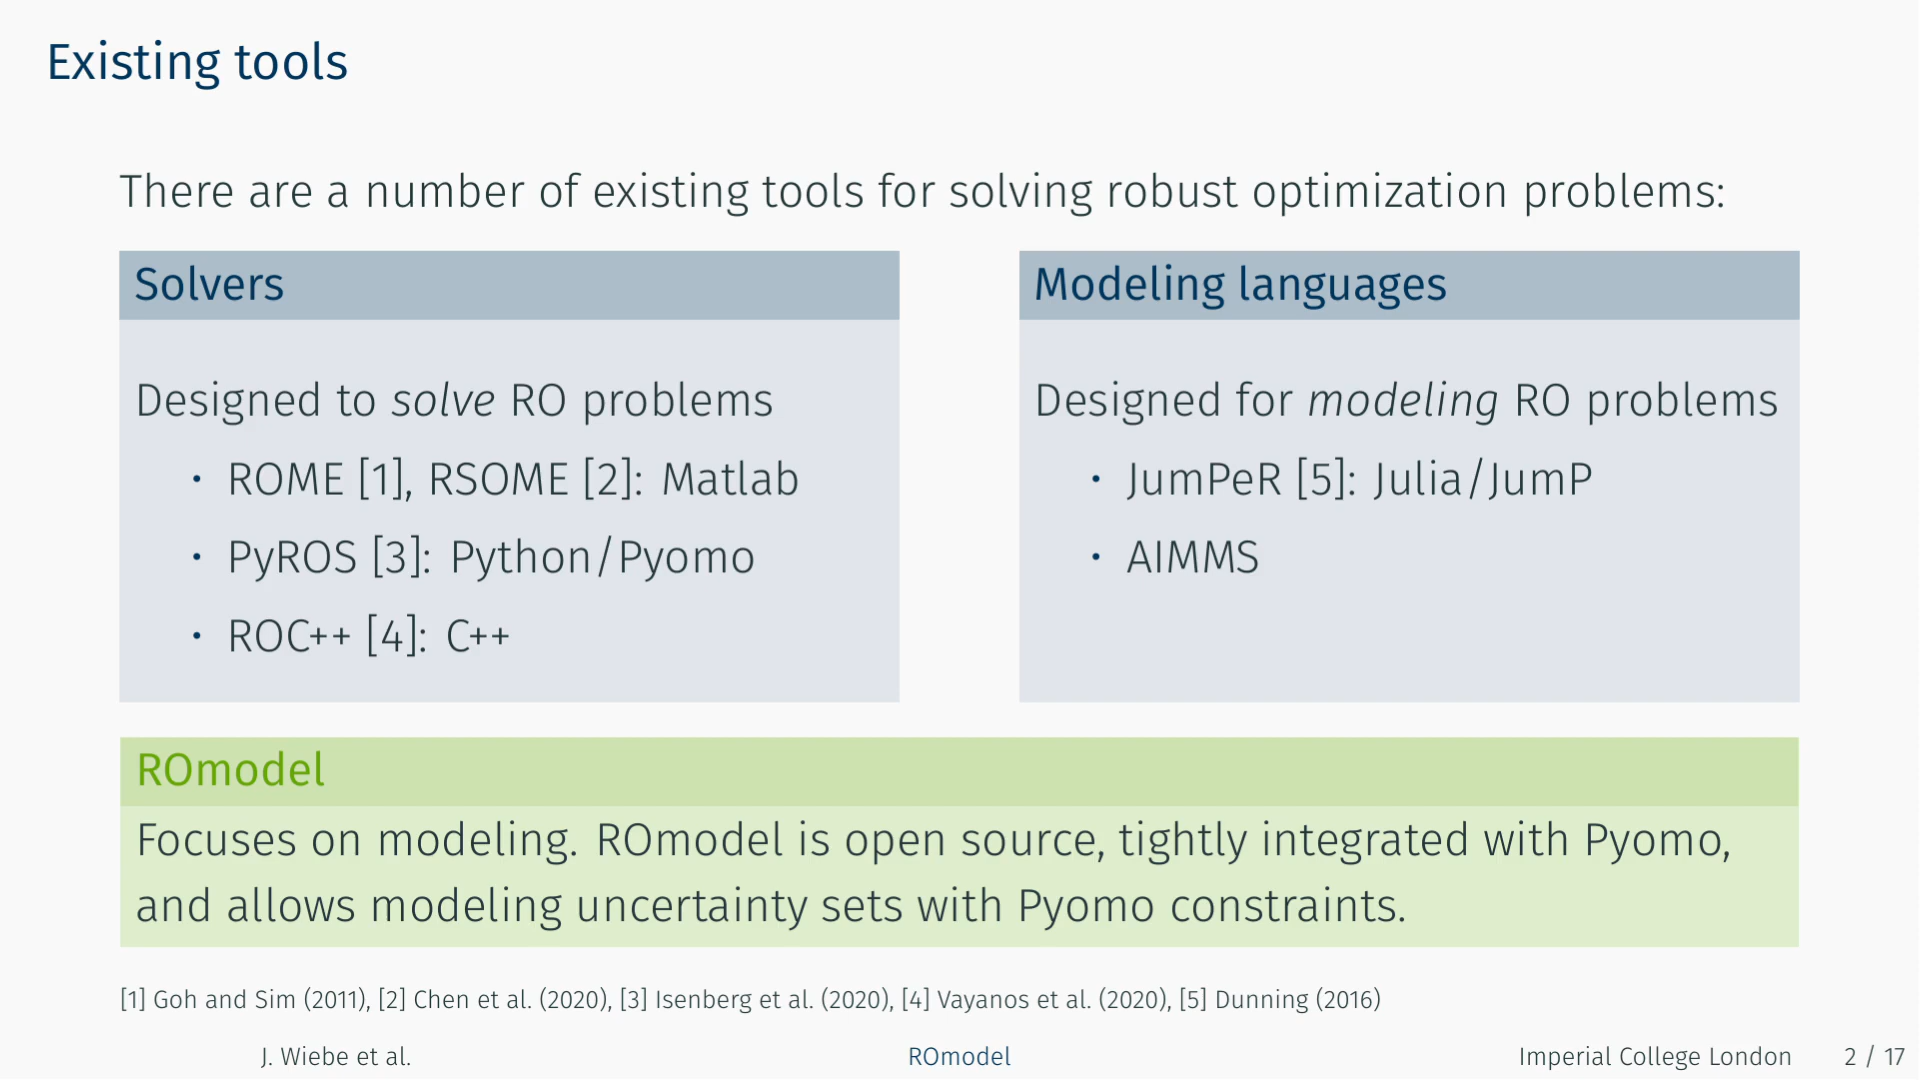 Existing tools
There are a number of existing tools for solving robust optimization problems:
Solvers
Designed to solve RO problems
• ROME [1], RSOME [2]: Matlab
• PyROS [3]: Python/Pyomo
• ROC++ [4]: C++
Modeling languages
Designed for modeling RO problems
• JumPeR [5]: Julia/JumP
• AIMMS
ROmodel
Focuses on modeling. ROmodel is open source, tightly integrated with Pyomo,
and allows modeling uncertainty sets with Pyomo constraints.
[1] Goh and Sim (2011), [2] Chen et al. (2020), [3] Isenberg et al. (2020), [4] Vayanos et al. (2020), [5] Dunning (2016)
J. Wiebe et al. ROmodel Imperial College London 2 / 17